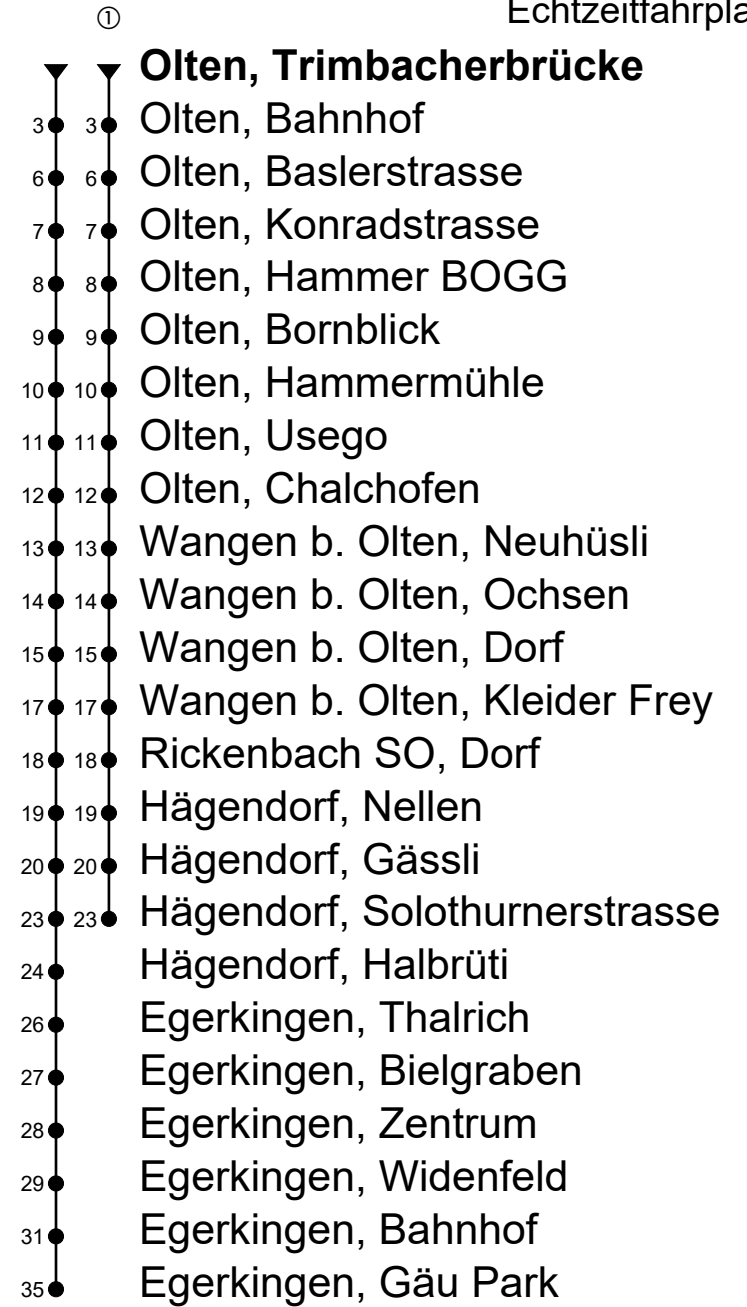 ① Echtzeitfahrpla
Olten, Trimbacherbrücke
3 3 Olten, Bahnhof
6 6 Olten, Baslerstrasse
7 7 Olten, Konradstrasse
8 8 Olten, Hammer BOGG
9 9 Olten, Bornblick
10 10 Olten, Hammermühle
11 11 Olten, Usego
12 12 Olten, Chalchofen
13 13 Wangen b. Olten, Neuhüsli
14 14 Wangen b. Olten, Ochsen
15 15 Wangen b. Olten, Dorf
17 17 Wangen b. Olten, Kleider Frey
18 18 Rickenbach SO, Dorf
19 19 Hägendorf, Nellen
20 20 Hägendorf, Gässli
23 23 Hägendorf, Solothurnerstrasse
24 Hägendorf, Halbrüti
26 Egerkingen, Thalrich
27 Egerkingen, Bielgraben
28 Egerkingen, Zentrum
29 Egerkingen, Widenfeld
31 Egerkingen, Bahnhof
35 Egerkingen, Gäu Park